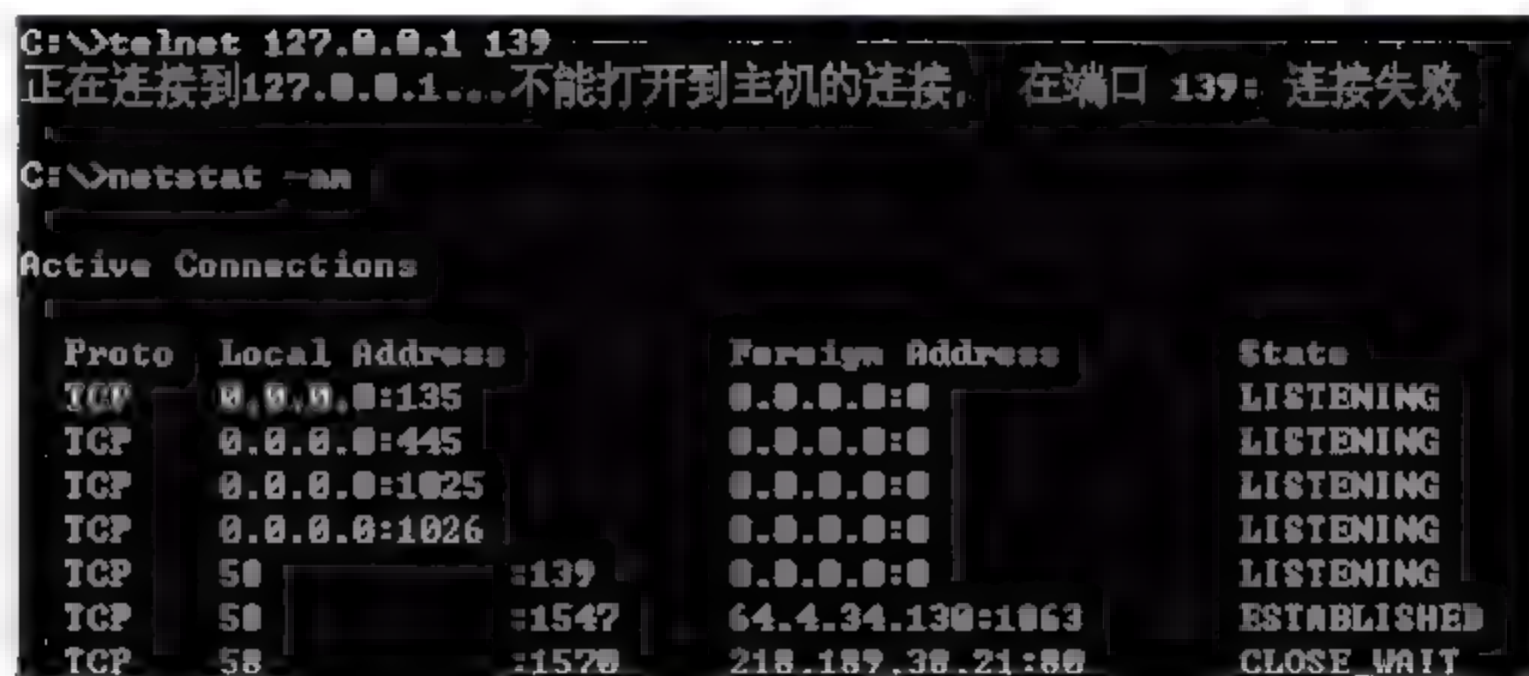 C:\>telnet 127.0.0.1 139
正在连接到127.0.0.1...不能打开到主机的连接, 在端口 139: 连接失败
C:\>netstat -an
Active Connections
Proto Local Address Foreign Address State
TCP 0.0.0.0:135 0.0.0.0:0 LISTENING
TCP 0.0.0.0:445 0.0.0.0:0 LISTENING
TCP 0.0.0.0:1025 0.0.0.0:0 LISTENING
TCP 0.0.0.0:1026 0.0.0.0:0 LISTENING
TCP :139 0.0.0.0:0 LISTENING
TCP :1547 64.4.34.130:1863 ESTABLISHED
TCP :1570 218.189.38.21:80 CLOSE_WAIT